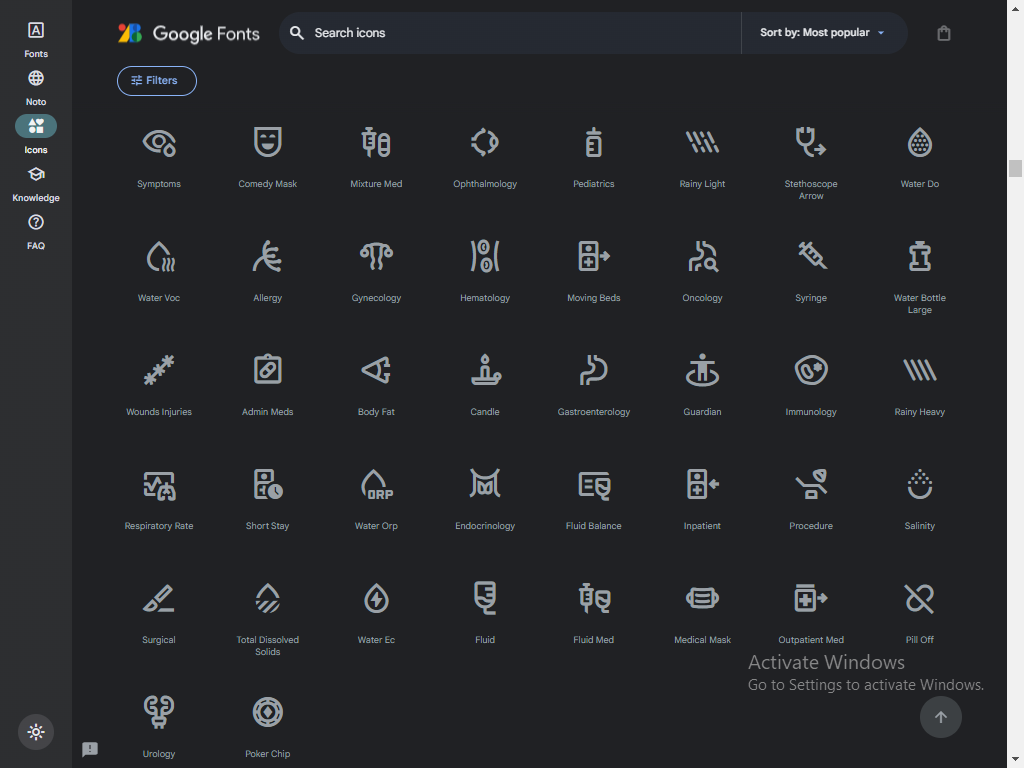 Google Fonts
Search icons
Sort by: Most popular
Fonts
Noto
Icons
Knowledge
FAQ
Filters
Symptoms
Comedy Mask
Mixture Med
Ophthalmology
Pediatrics
Rainy Light
Stethoscope
Arrow
Water Do
Water Voc
Allergy
Gynecology
Hematology
Moving Beds
Oncology
Syringe
Water Bottle
Large
Wounds Injuries
Admin Meds
Body Fat
Candle
Gastroenterology
Guardian
Immunology
Rainy Heavy
Respiratory Rate
Short Stay
ORP
Water Orp
Endocrinology
Fluid Balance
Inpatient
Procedure
Salinity
Surgical
Total Dissolved
Solids
Water Ec
Fluid
Fluid Med
Medical Mask
Outpatient Med
Pill Off
Urology
Poker Chip
Activate Windows
Go to Settings to activate Windows.